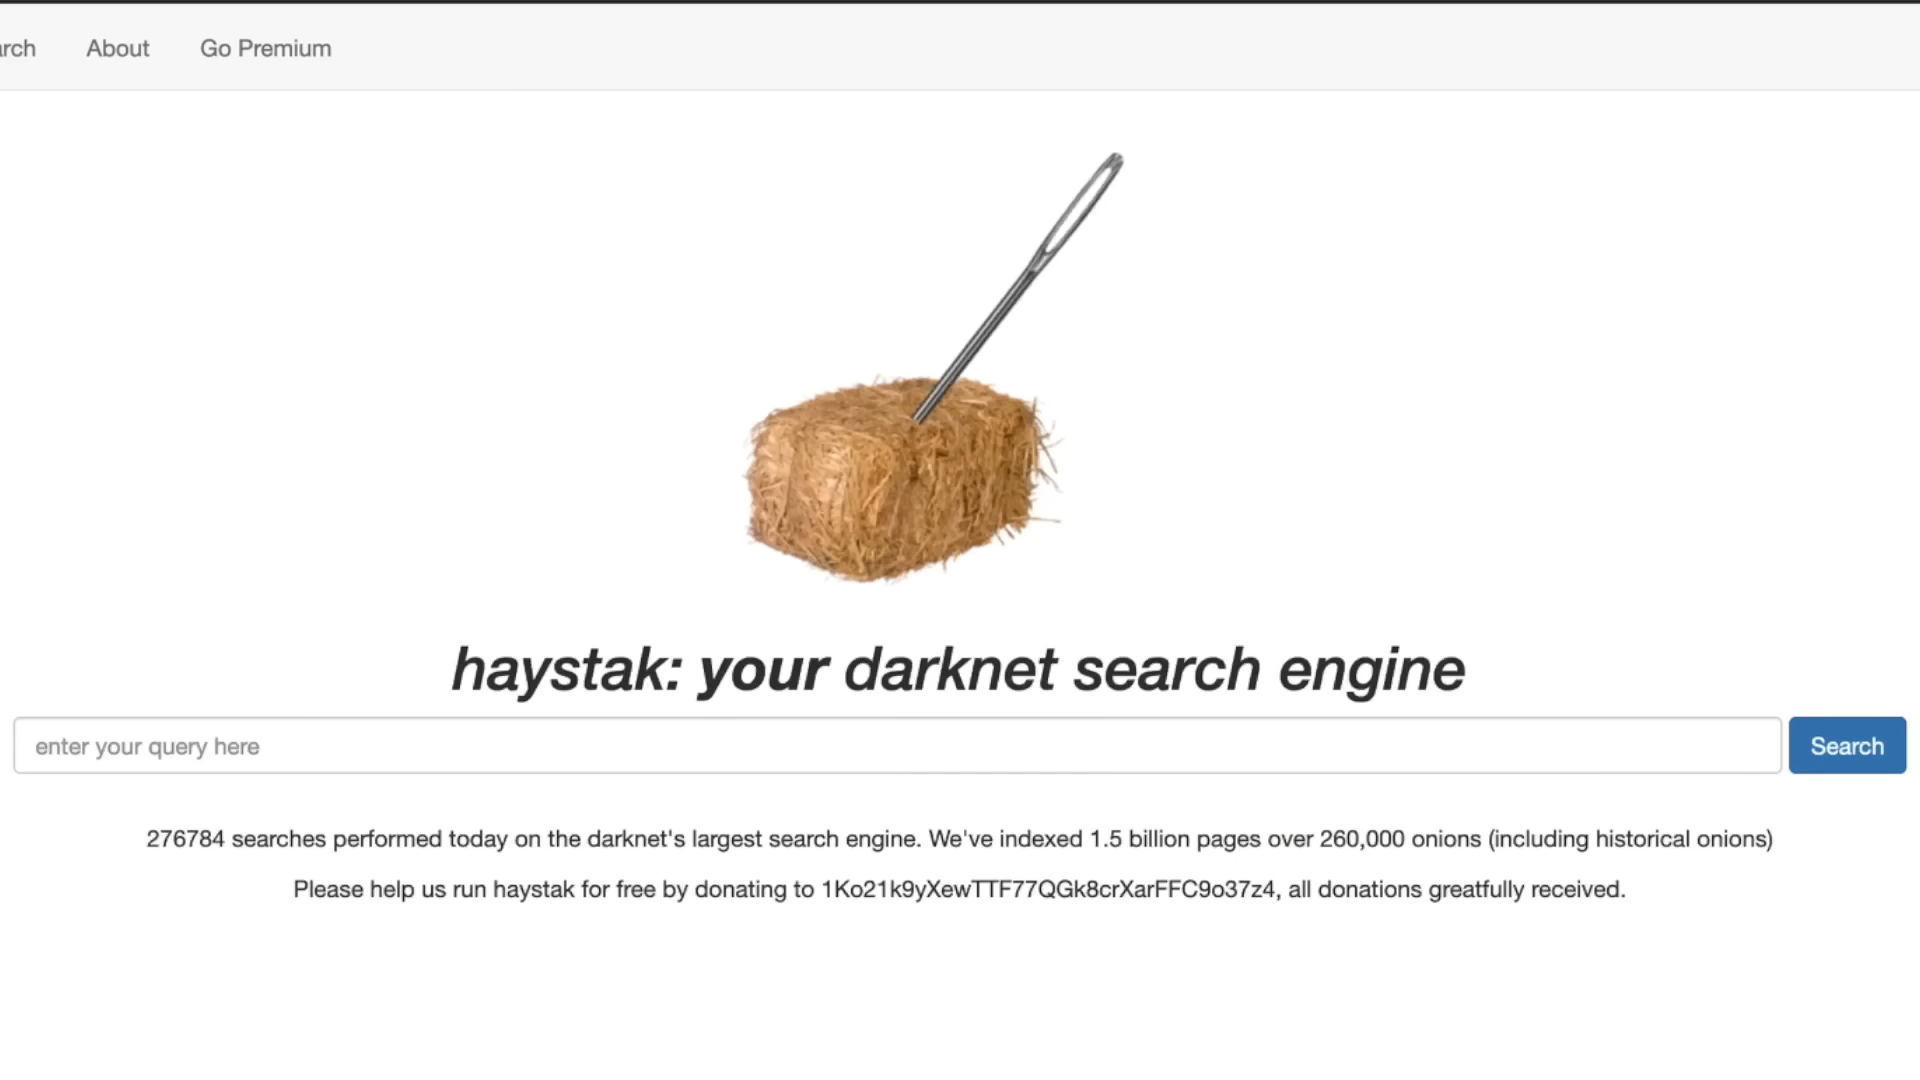 arch About Go Premium
haystak: your darknet search engine
enter your query here Search
276784 searches performed today on the darknet's largest search engine. We've indexed 1.5 billion pages over 260,000 onions (including historical onions)
Please help us run haystak for free by donating to 1Ko21k9yXewTTF77QGk8crXarFFC9o37z4, all donations greatfully received.